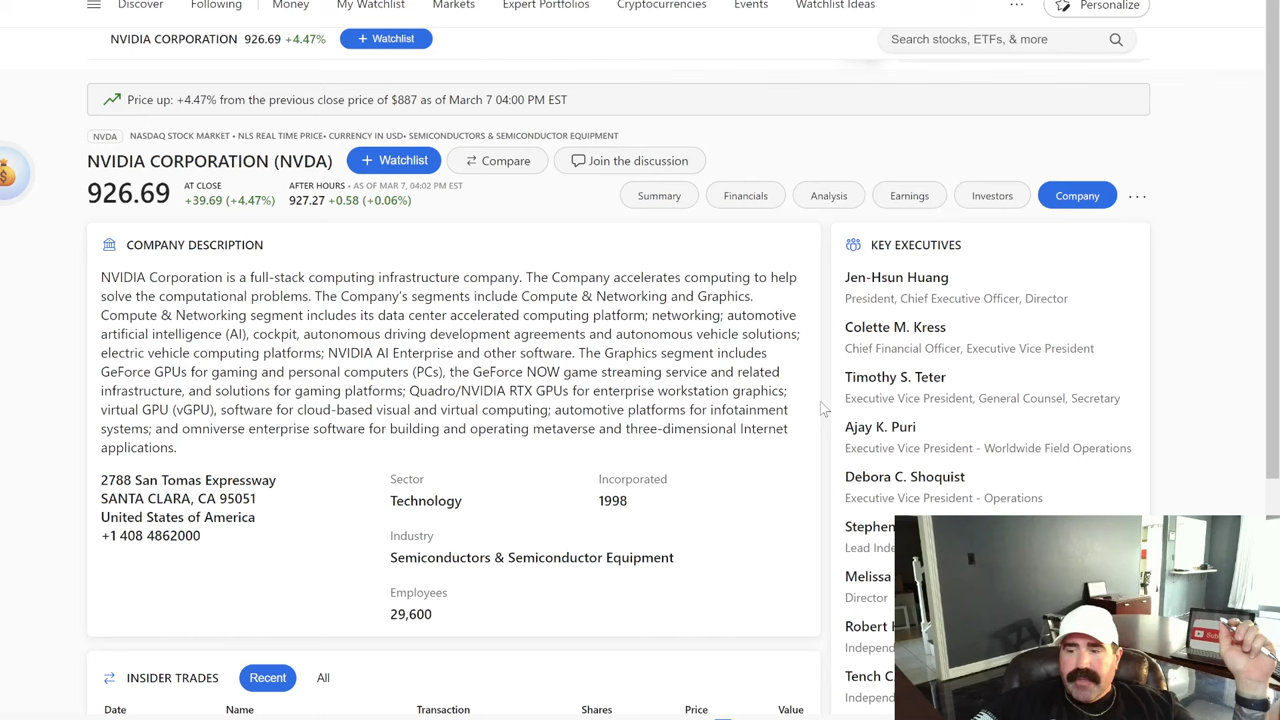 Discover Following Money My Watchlist Markets Expert Portfolios Cryptocurrencies Events Watchlist Ideas ... Personalize
NVIDIA CORPORATION 926.69 +4.47% + Watchlist Search stocks, ETFs, & more
Price up: +4.47% from the previous close price of $887 as of March 7 04:00 PM EST
NVDA NASDAQ STOCK MARKET • NLS REAL TIME PRICE• CURRENCY IN USD• SEMICONDUCTORS & SEMICONDUCTOR EQUIPMENT
NVIDIA CORPORATION (NVDA) + Watchlist Compare Join the discussion
926.69 AT CLOSE +39.69 (+4.47%) AFTER HOURS • AS OF MAR 7, 04:02 PM EST 927.27 +0.58 (+0.06%)
Summary Financials Analysis Earnings Investors Company ...
COMPANY DESCRIPTION
NVIDIA Corporation is a full-stack computing infrastructure company. The Company accelerates computing to help
solve the computational problems. The Company's segments include Compute & Networking and Graphics.
Compute & Networking segment includes its data center accelerated computing platform; networking; automotive
artificial intelligence (AI), cockpit, autonomous driving development agreements and autonomous vehicle solutions;
electric vehicle computing platforms; NVIDIA AI Enterprise and other software. The Graphics segment includes
GeForce GPUs for gaming and personal computers (PCs), the GeForce NOW game streaming service and related
infrastructure, and solutions for gaming platforms; Quadro/NVIDIA RTX GPUs for enterprise workstation graphics;
virtual GPU (vGPU), software for cloud-based visual and virtual computing; automotive platforms for infotainment
systems; and omniverse enterprise software for building and operating metaverse and three-dimensional Internet
applications.
2788 San Tomas Expressway
SANTA CLARA, CA 95051
United States of America
+1 408 4862000
Sector
Technology
Incorporated
1998
Industry
Semiconductors & Semiconductor Equipment
Employees
29,600
KEY EXECUTIVES
Jen-Hsun Huang
President, Chief Executive Officer, Director
Colette M. Kress
Chief Financial Officer, Executive Vice President
Timothy S. Teter
Executive Vice President, General Counsel, Secretary
Ajay K. Puri
Executive Vice President - Worldwide Field Operations
Debora C. Shoquist
Executive Vice President - Operations
Stephen
Lead Inde
Melissa
Director
Robert
Independ
Tench C
Independ
INSIDER TRADES Recent All
Date Name Transaction Shares Price Value